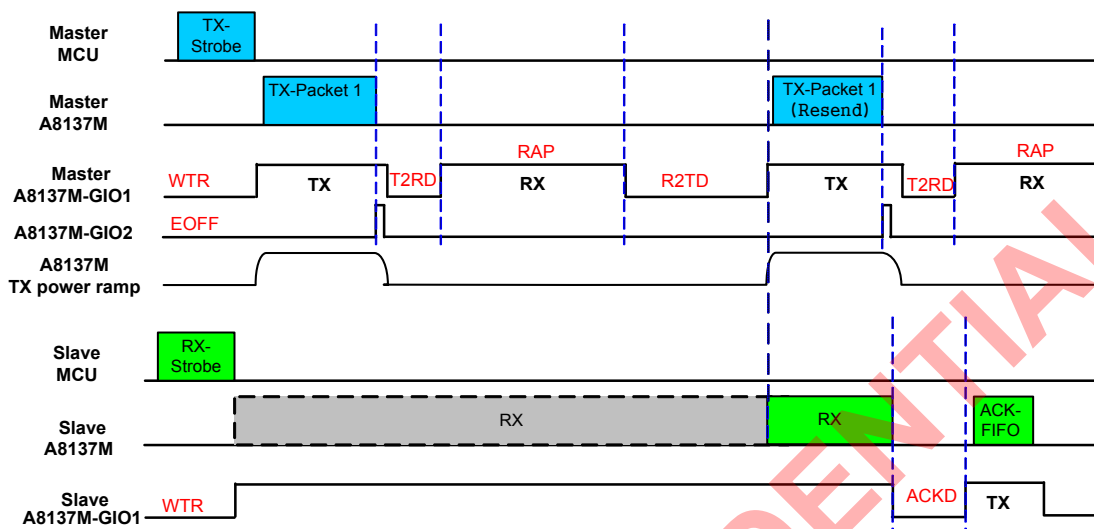 Master
MCU
TX-
Strobe
Master
A8137M
TX-Packet 1
TX-Packet 1
(Resend)
Master
A8137M-GIO1
WTR
TX
T2RD
RAP
RX
R2TD
TX
T2RD
RAP
RX
A8137M-GIO2
EOFF
A8137M
TX power ramp
Slave
MCU
RX-
Strobe
Slave
A8137M
RX
RX
ACK-
FIFO
Slave
A8137M-GIO1
WTR
ACKD
TX
DENTIAL